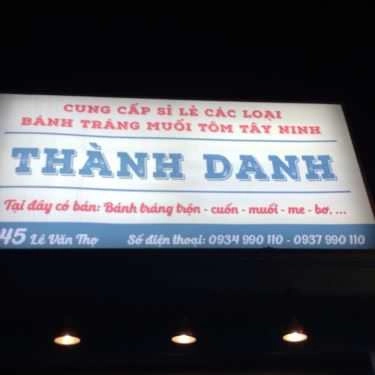 CUNG CẤP SỈ LẺ CÁC LOẠI
BÁNH TRÁNG MUỐI TÔM TÂY NINH
THÀNH DANH
Tại đây có bán: Bánh tráng trộn - cuốn - muối - me - bơ, ...
45 Lê Văn Thọ Số điện thoại: 0934 990 110 - 0937 990 110